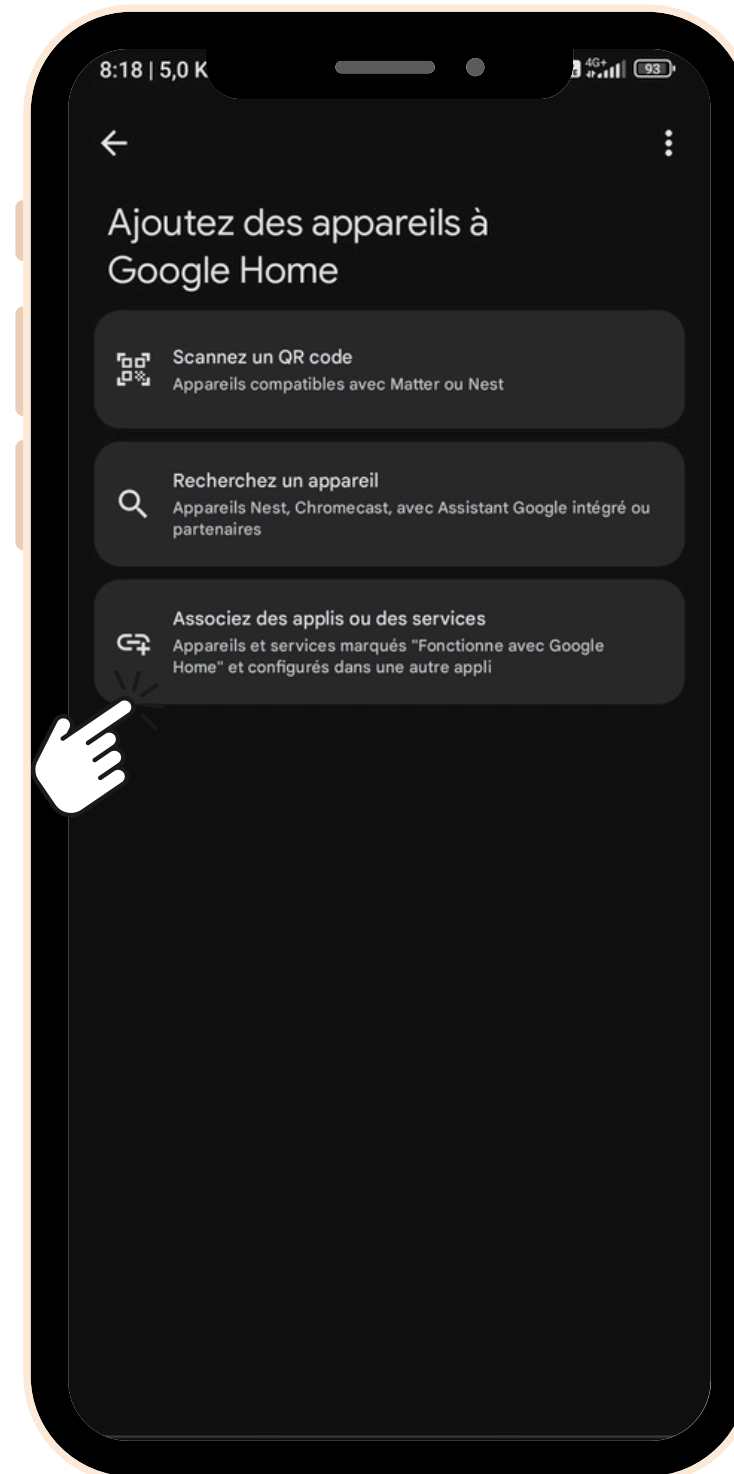 8:18 | 5,0 K
4G+
93
Ajoutez des appareils à
Google Home
Scannez un QR code
Appareils compatibles avec Matter ou Nest
Recherchez un appareil
Appareils Nest, Chromecast, avec Assistant Google intégré ou
partenaires
Associez des applis ou des services
Appareils et services marqués "Fonctionne avec Google
Home" et configurés dans une autre appli